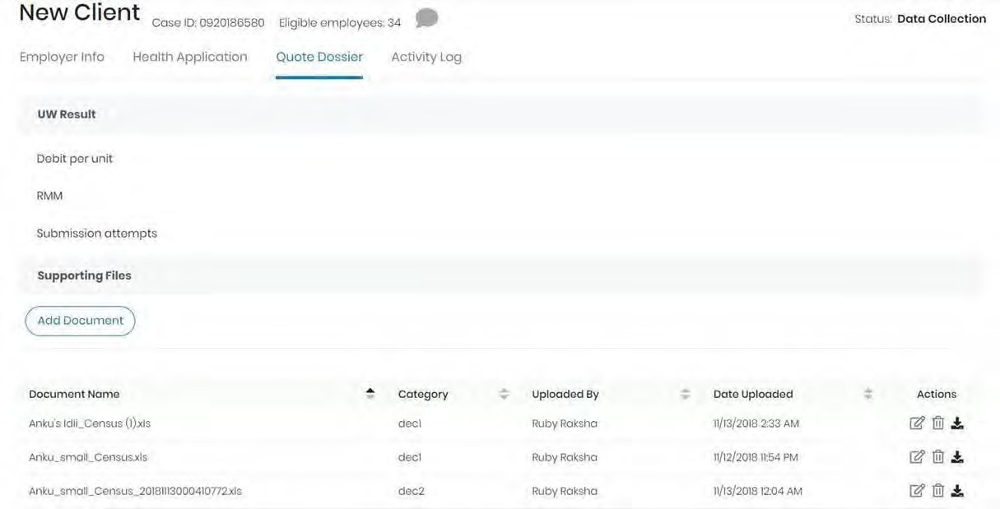 New Client Case ID: 0920186580 Eligible employees: 34 Status: Data Collection
Employer Info Health Application Quote Dossier Activity Log
UW Result
Debit per unit
RMM
Submission attempts
Supporting Files
Add Document
Document Name Category Uploaded By Date Uploaded Actions
Anku's Idii_Census (1).xls dec1 Ruby Raksha 11/13/2018 2:33 AM
Anku_small_Census.xls dec1 Ruby Raksha 11/12/2018 11:54 PM
Anku_small_Census_20181113000410772.xls dec2 Ruby Raksha 11/13/2018 12:04 AM